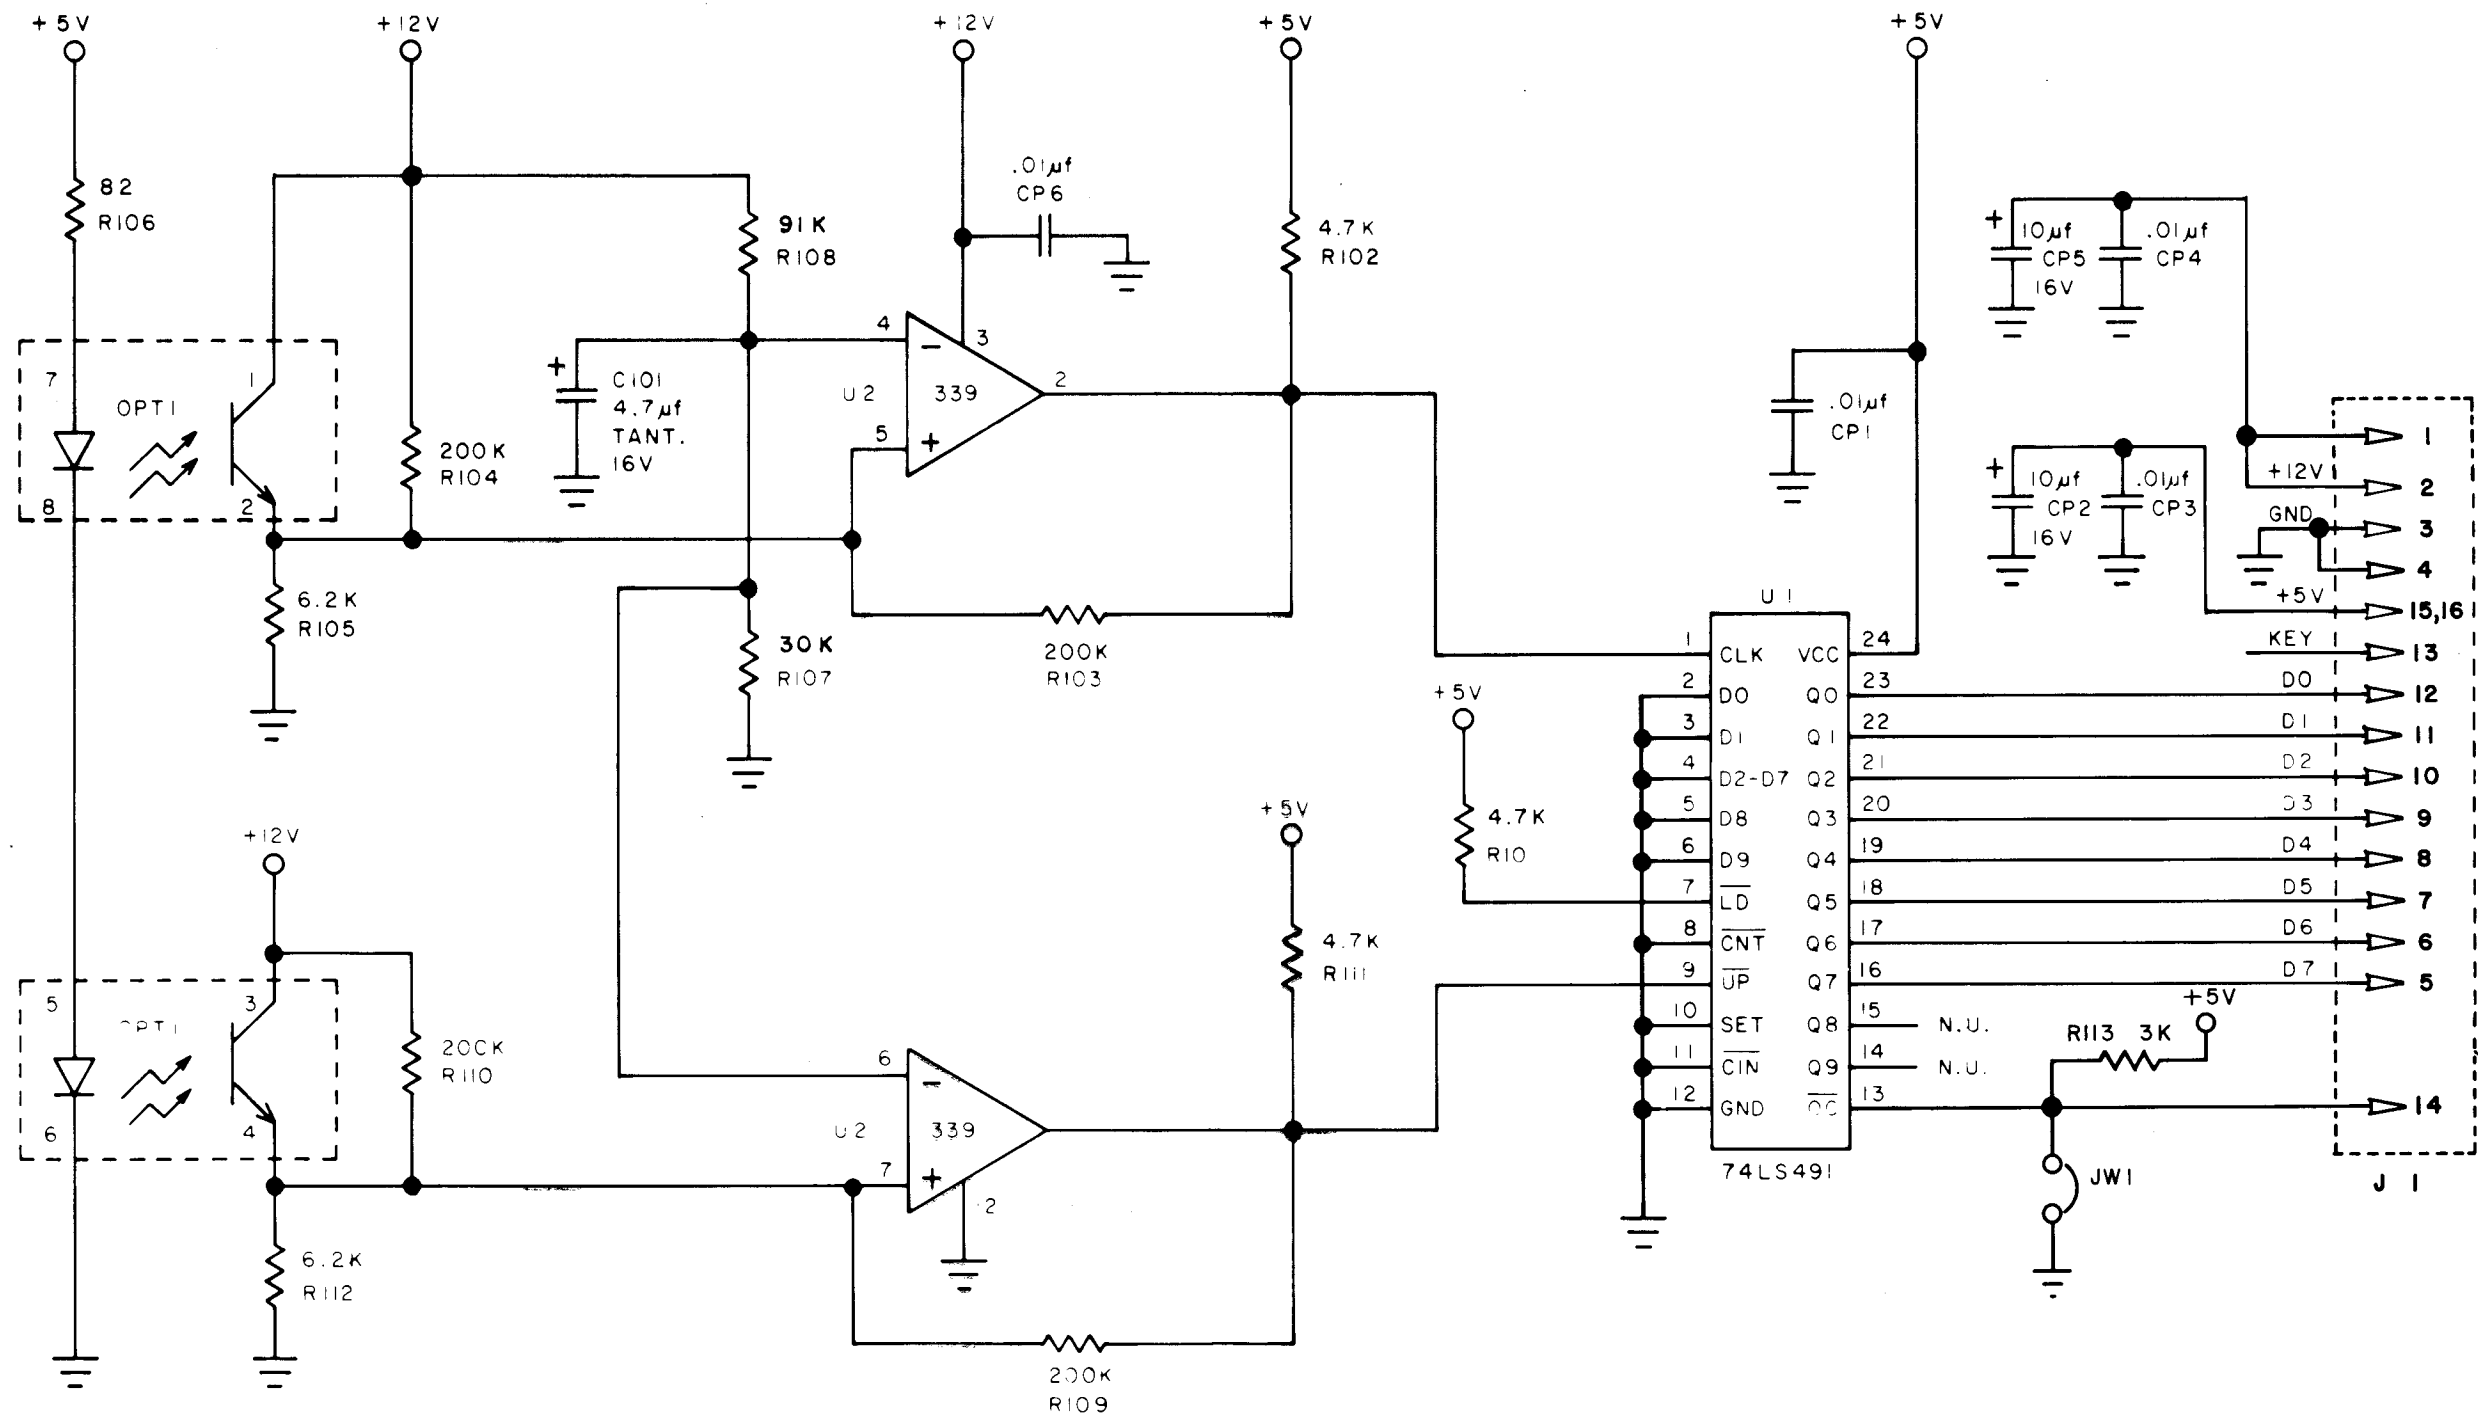 +5V
+12V
+12V
+5V
+5V
82
R106
91K
R108
.01µf
CP6
4.7K
R102
+
10µf
CP5
16V
.01µf
CP4
7
8
OPT1
1
2
200K
R104
+
C101
4.7µf
TANT.
16V
U2
339
4
−
5
+
3
2
.01µf
CP1
+
10µf
CP2
16V
.01µf
CP3
6.2K
R105
30K
R107
200K
R103
+5V
4.7K
R10
U1
1 CLK VCC 24
2 D0 Q0 23
3 D1 Q1 22
4 D2-D7 Q2 21
5 D8 Q3 20
6 D9 Q4 19
7 LD Q5 18
8 CNT Q6 17
9 UP Q7 16
10 SET Q8 15 N.U.
11 CIN Q9 14 N.U.
12 GND 13
74LS491
1
+12V 2
GND 3
4
+5V 15,16
KEY 13
D0 12
D1 11
D2 10
D3 9
D4 8
D5 7
D6 6
D7 5
+5V
R113 3K
14
JW1
J 1
+12V
5
6
3
4
200K
R110
6.2K
R112
+5V
4.7K
R111
U2
339
6
−
7
+
200K
R109